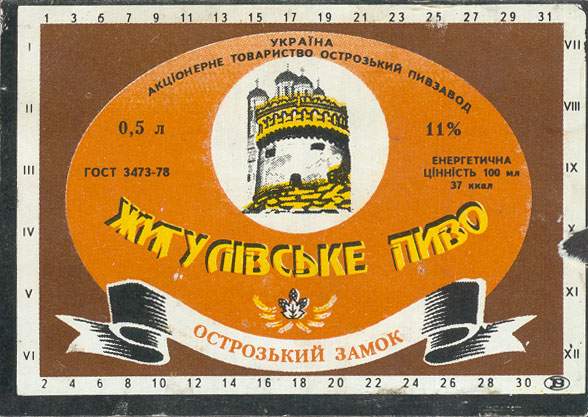 1 3 5 7 9 11 13 15 17 19 21 23 25 27 29 31
УКРАЇНА
АКЦІОНЕРНЕ ТОВАРИСТВО ОСТРОЗЬКИЙ ПИВЗАВОД
0,5 л
11%
ГОСТ 3473-78
ЕНЕРГЕТИЧНА
ЦІННІСТЬ 100 мл
37 ккал
ЖИГУЛІВСЬКЕ ПИВО
ОСТРОЗЬКИЙ ЗАМОК
I
II
III
IV
V
VI
VII
VIII
IX
X
XI
XII
2 4 6 8 10 12 14 16 18 20 22 24 26 28 30